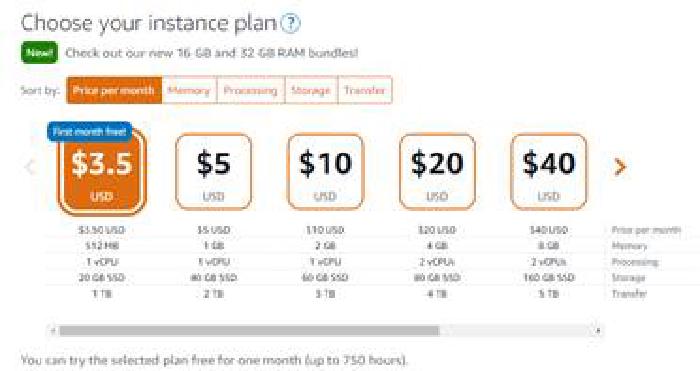 Choose your instance plan ?
New! Check out our new 16 GB and 32 GB RAM bundles!
Sort by: Price per month Memory Processing Storage Transfer
First month free!
$3.5 $5 $10 $20 $40
USD USD USD USD USD
$3.50 USD $5 USD $10 USD $20 USD $40 USD Price per month
512 MB 1 GB 2 GB 4 GB 8 GB Memory
1 vCPU 1 vCPU 1 vCPU 2 vCPUs 2 vCPUs Processing
20 GB SSD 40 GB SSD 60 GB SSD 80 GB SSD 160 GB SSD Storage
1 TB 2 TB 3 TB 4 TB 5 TB Transfer
You can try the selected plan free for one month (up to 750 hours).